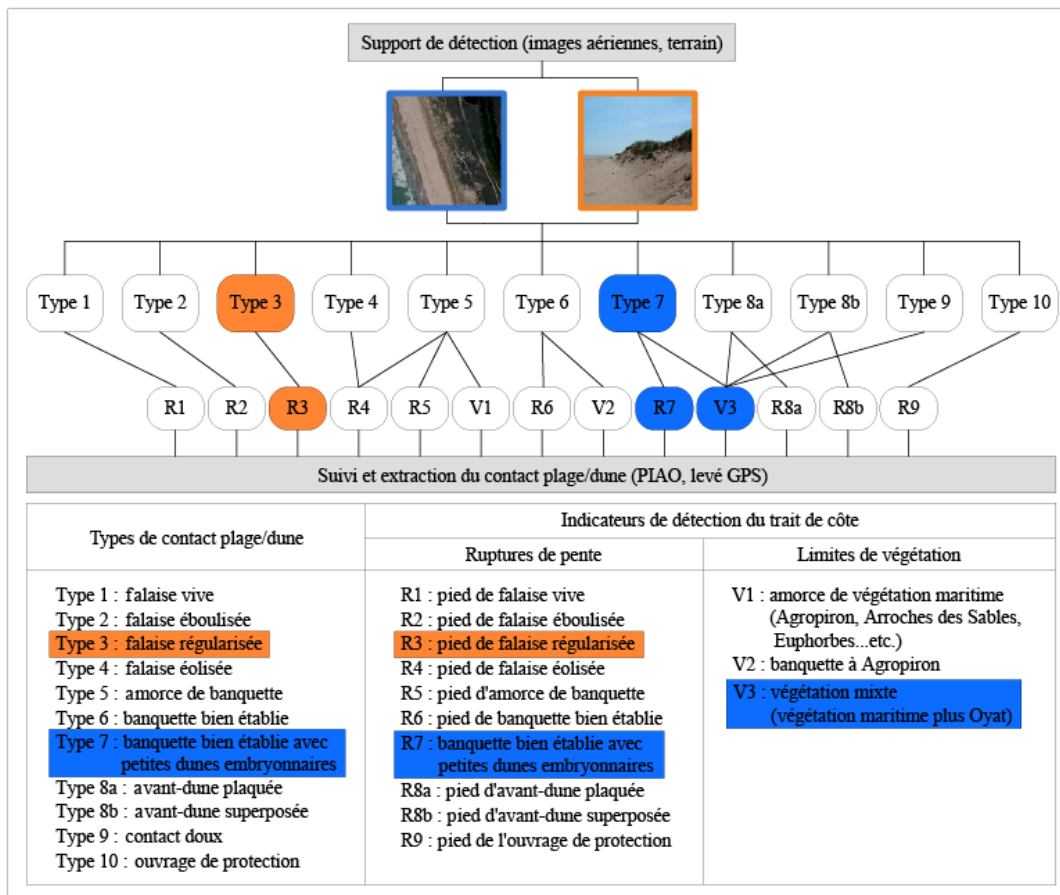 Support de détection (images aériennes, terrain)
Type 1
Type 2
Type 3
Type 4
Type 5
Type 6
Type 7
Type 8a
Type 8b
Type 9
Type 10
R1
R2
R3
R4
R5
V1
R6
V2
R7
V3
R8a
R8b
R9
Suivi et extraction du contact plage/dune (PIAO, levé GPS)
Types de contact plage/dune
Indicateurs de détection du trait de côte
Ruptures de pente
Limites de végétation
Type 1 : falaise vive
Type 2 : falaise éboulisée
Type 3 : falaise régularisée
Type 4 : falaise éolisée
Type 5 : amorce de banquette
Type 6 : banquette bien établie
Type 7 : banquette bien établie avec
petites dunes embryonnaires
Type 8a : avant-dune plaquée
Type 8b : avant-dune superposée
Type 9 : contact doux
Type 10 : ouvrage de protection
R1 : pied de falaise vive
R2 : pied de falaise éboulisée
R3 : pied de falaise régularisée
R4 : pied de falaise éolisée
R5 : pied d'amorce de banquette
R6 : pied de banquette bien établie
R7 : banquette bien établie avec
petites dunes embryonnaires
R8a : pied d'avant-dune plaquée
R8b : pied d'avant-dune superposée
R9 : pied de l'ouvrage de protection
V1 : amorce de végétation maritime
(Agropiron, Arroches des Sables,
Euphorbes...etc.)
V2 : banquette à Agropiron
V3 : végétation mixte
(végétation maritime plus Oyat)